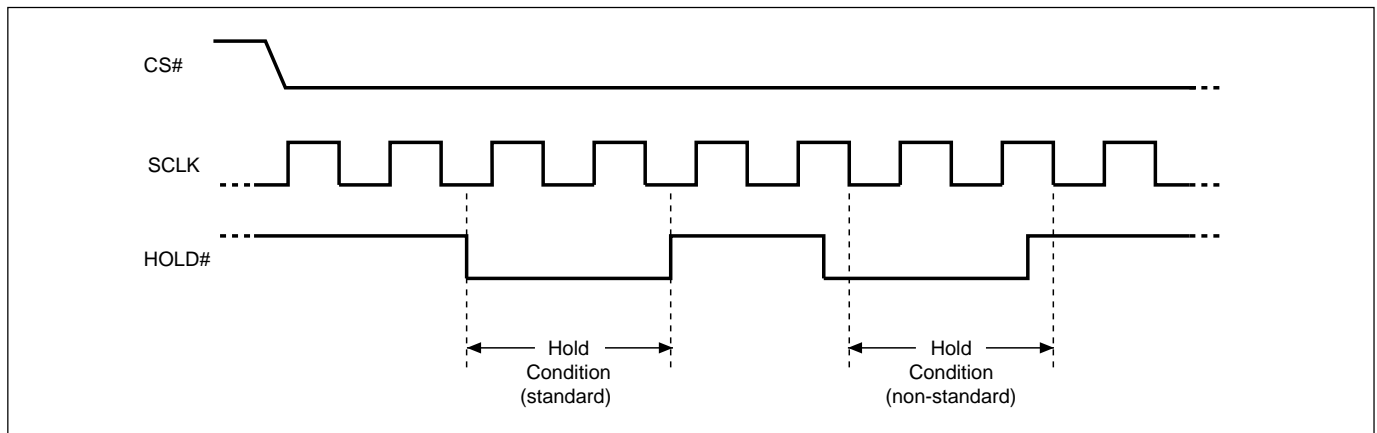 CS#
SCLK
HOLD#
Hold
Condition
(standard)
Hold
Condition
(non-standard)